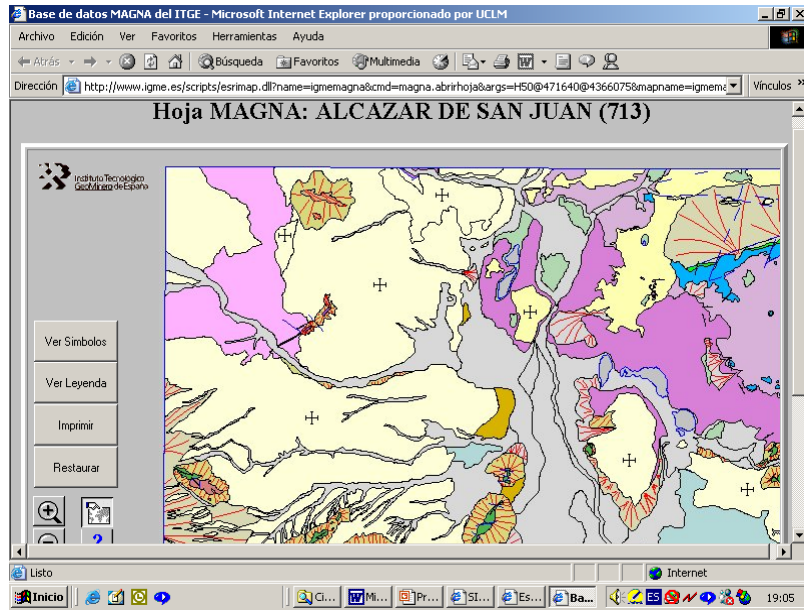 Base de datos MAGNA del ITGE - Microsoft Internet Explorer proporcionado por UCLM
Archivo Edición Ver Favoritos Herramientas Ayuda
Atrás Búsqueda Favoritos Multimedia
Dirección http://www.igme.es/scripts/esrimap.dll?name=igmemagna&cmd=magna.abrirhoja&args=H50@471640@4366075&mapname=igmema Vínculos »
Hoja MAGNA: ALCAZAR DE SAN JUAN (713)
Instituto Tecnologico
GeoMinero de España
Ver Simbolos
Ver Leyenda
Imprimir
Restaurar
?
Listo Internet
Inicio Ci... Mi... Pr... SI... Es... Ba... ES 19:05